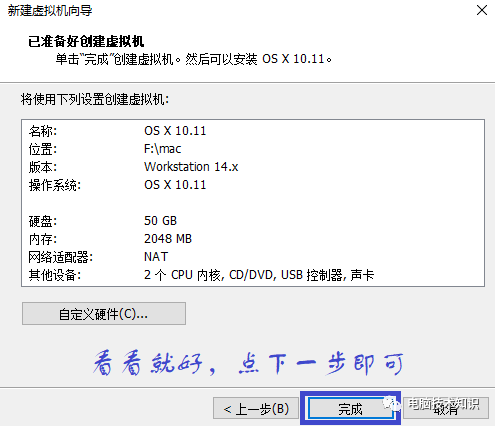 新建虚拟机向导
已准备好创建虚拟机
单击“完成”创建虚拟机。然后可以安装 OS X 10.11。
将使用下列设置创建虚拟机:
名称: OS X 10.11
位置: F:\mac
版本: Workstation 14.x
操作系统: OS X 10.11
硬盘: 50 GB
内存: 2048 MB
网络适配器: NAT
其他设备: 2 个 CPU 内核, CD/DVD, USB 控制器, 声卡
自定义硬件(C)...
看看就好，点下一步即可
< 上一步(B) 完成 取消
电脑技术知识